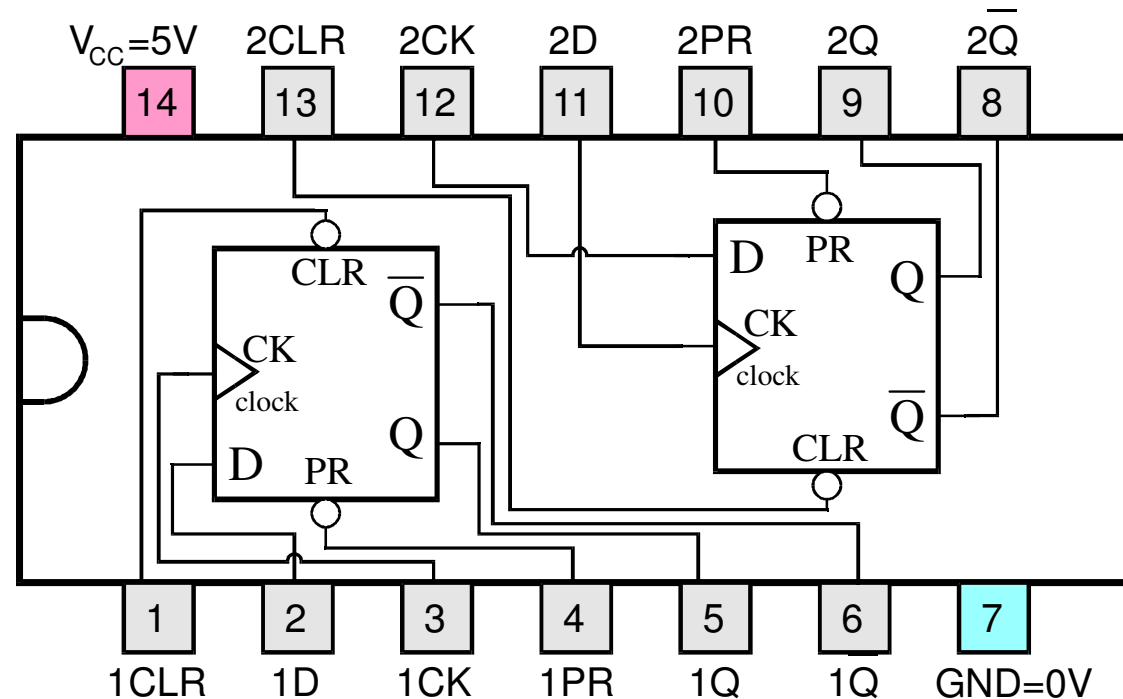 VCC=5V 2CLR 2CK 2D 2PR 2Q 2Q̅
14 13 12 11 10 9 8
CLR
Q̅
CK
clock
Q
D
PR
D
PR
Q
CK
clock
Q̅
CLR
1 2 3 4 5 6 7
1CLR 1D 1CK 1PR 1Q 1Q̅ GND=0V